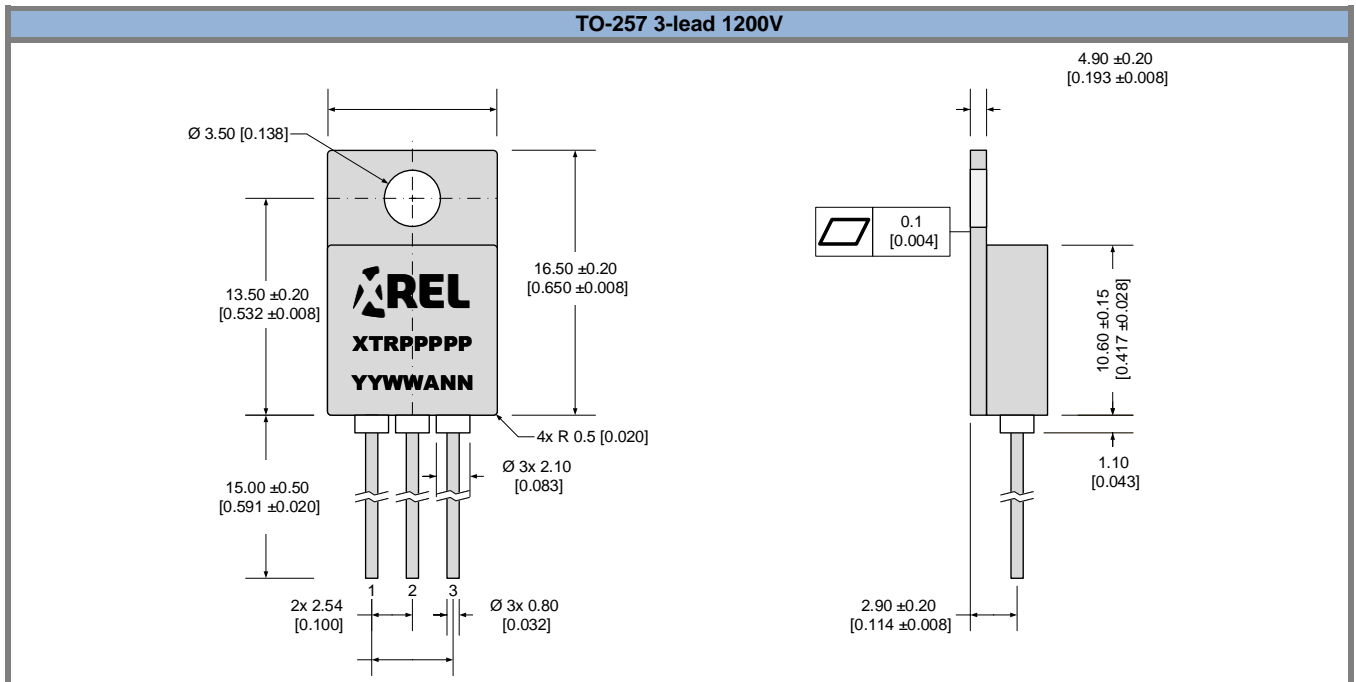 TO-257 3-lead 1200V
4.90 ±0.20
[0.193 ±0.008]
Ø 3.50 [0.138]
0.1
[0.004]
16.50 ±0.20
[0.650 ±0.008]
13.50 ±0.20
[0.532 ±0.008]
XREL
XTRPPPPP
YYWWANN
10.60 ±0.15
[0.417 ±0.028]
4x R 0.5 [0.020]
Ø 3x 2.10
[0.083]
1.10
[0.043]
15.00 ±0.50
[0.591 ±0.020]
1 2 3
2x 2.54
[0.100]
Ø 3x 0.80
[0.032]
2.90 ±0.20
[0.114 ±0.008]